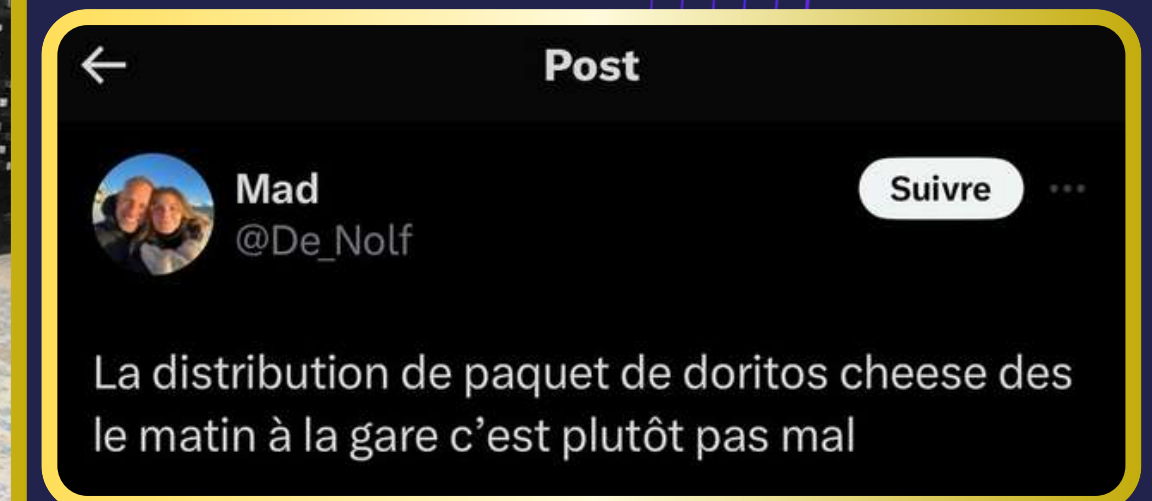 Post
Mad
Suivre
@De_Nolf
La distribution de paquet de doritos cheese des
le matin à la gare c’est plutôt pas mal